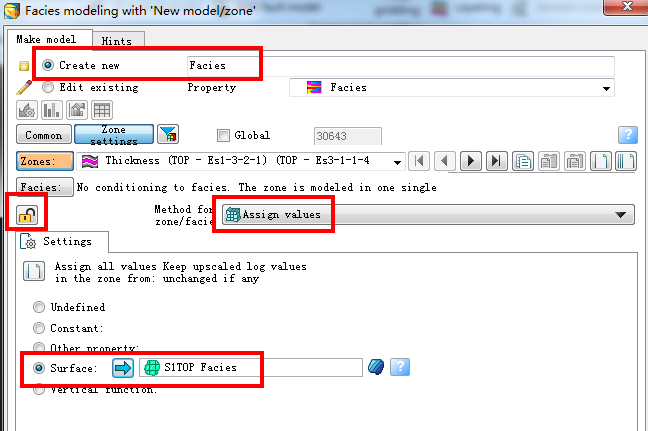 Facies modeling with 'New model/zone'
Make model Hints
Create new Facies
Edit existing Property Facies
Common Zone settings Global 30643 ?
Zones: Thickness (TOP - Es1-3-2-1) (TOP - Es3-1-1-4
Facies: No conditioning to facies. The zone is modeled in one single
Method for zone/facie Assign values
Settings
Assign all values Keep upscaled log values
in the zone from: unchanged if any
Undefined
Constant:
Other property:
Surface: S1TOP Facies ?
Vertical function: